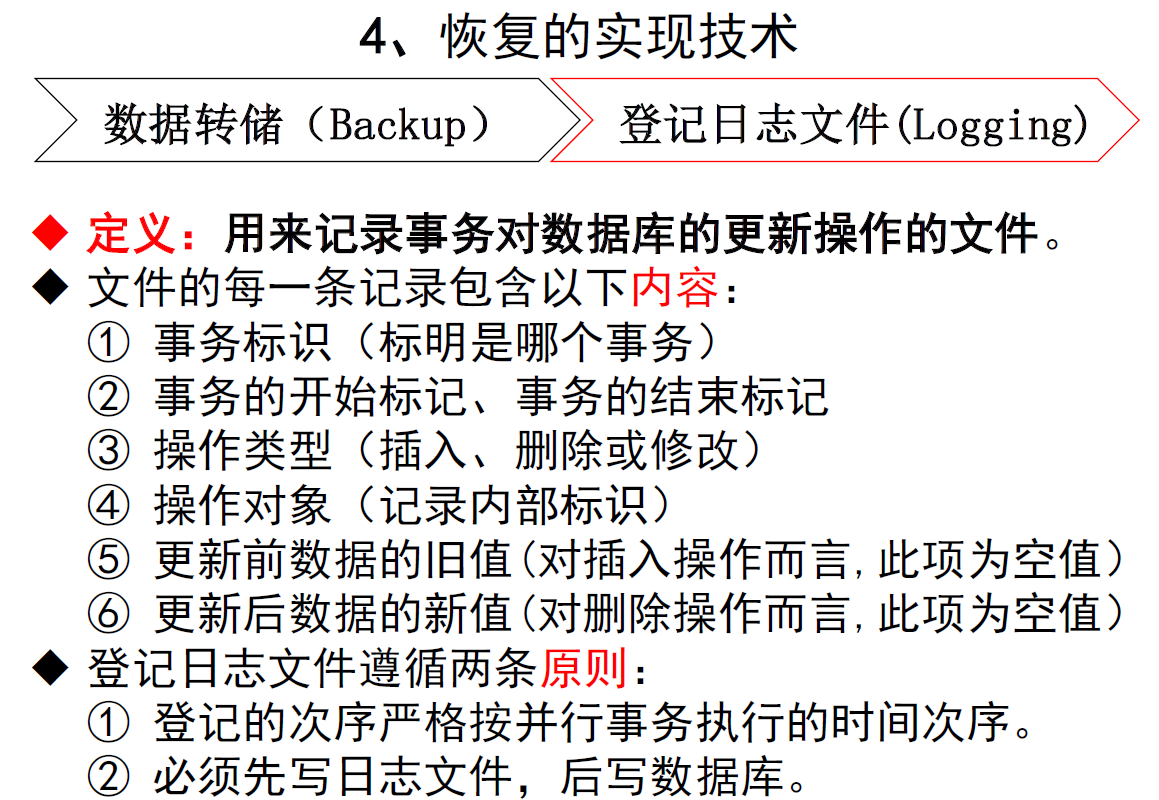 4、恢复的实现技术
数据转储（Backup）
登记日志文件(Logging)
◆ 定义：用来记录事务对数据库的更新操作的文件。
◆ 文件的每一条记录包含以下内容：
① 事务标识（标明是哪个事务）
② 事务的开始标记、事务的结束标记
③ 操作类型（插入、删除或修改）
④ 操作对象（记录内部标识）
⑤ 更新前数据的旧值(对插入操作而言,此项为空值）
⑥ 更新后数据的新值(对删除操作而言,此项为空值）
◆ 登记日志文件遵循两条原则：
① 登记的次序严格按并行事务执行的时间次序。
② 必须先写日志文件，后写数据库。